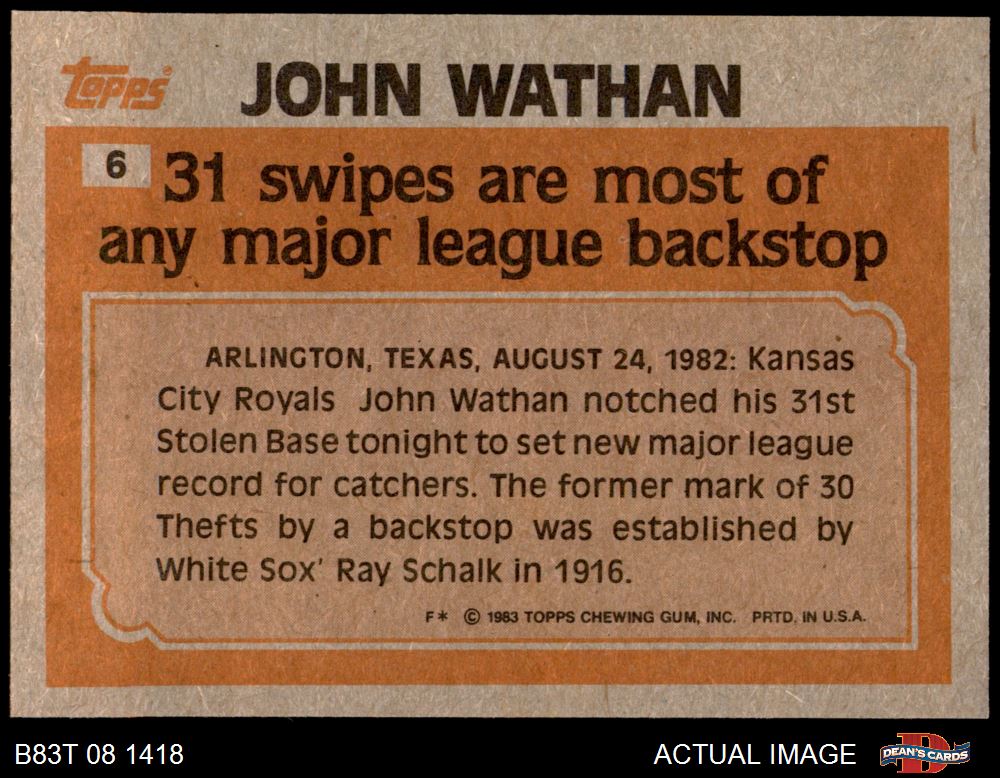 Topps
JOHN WATHAN
6
31 swipes are most of
any major league backstop
ARLINGTON, TEXAS, AUGUST 24, 1982: Kansas
City Royals John Wathan notched his 31st
Stolen Base tonight to set new major league
record for catchers. The former mark of 30
Thefts by a backstop was established by
White Sox' Ray Schalk in 1916.
F* © 1983 TOPPS CHEWING GUM, INC. PRTD. IN U.S.A.
B83T 08 1418
ACTUAL IMAGE
D
DEAN'S CARDS